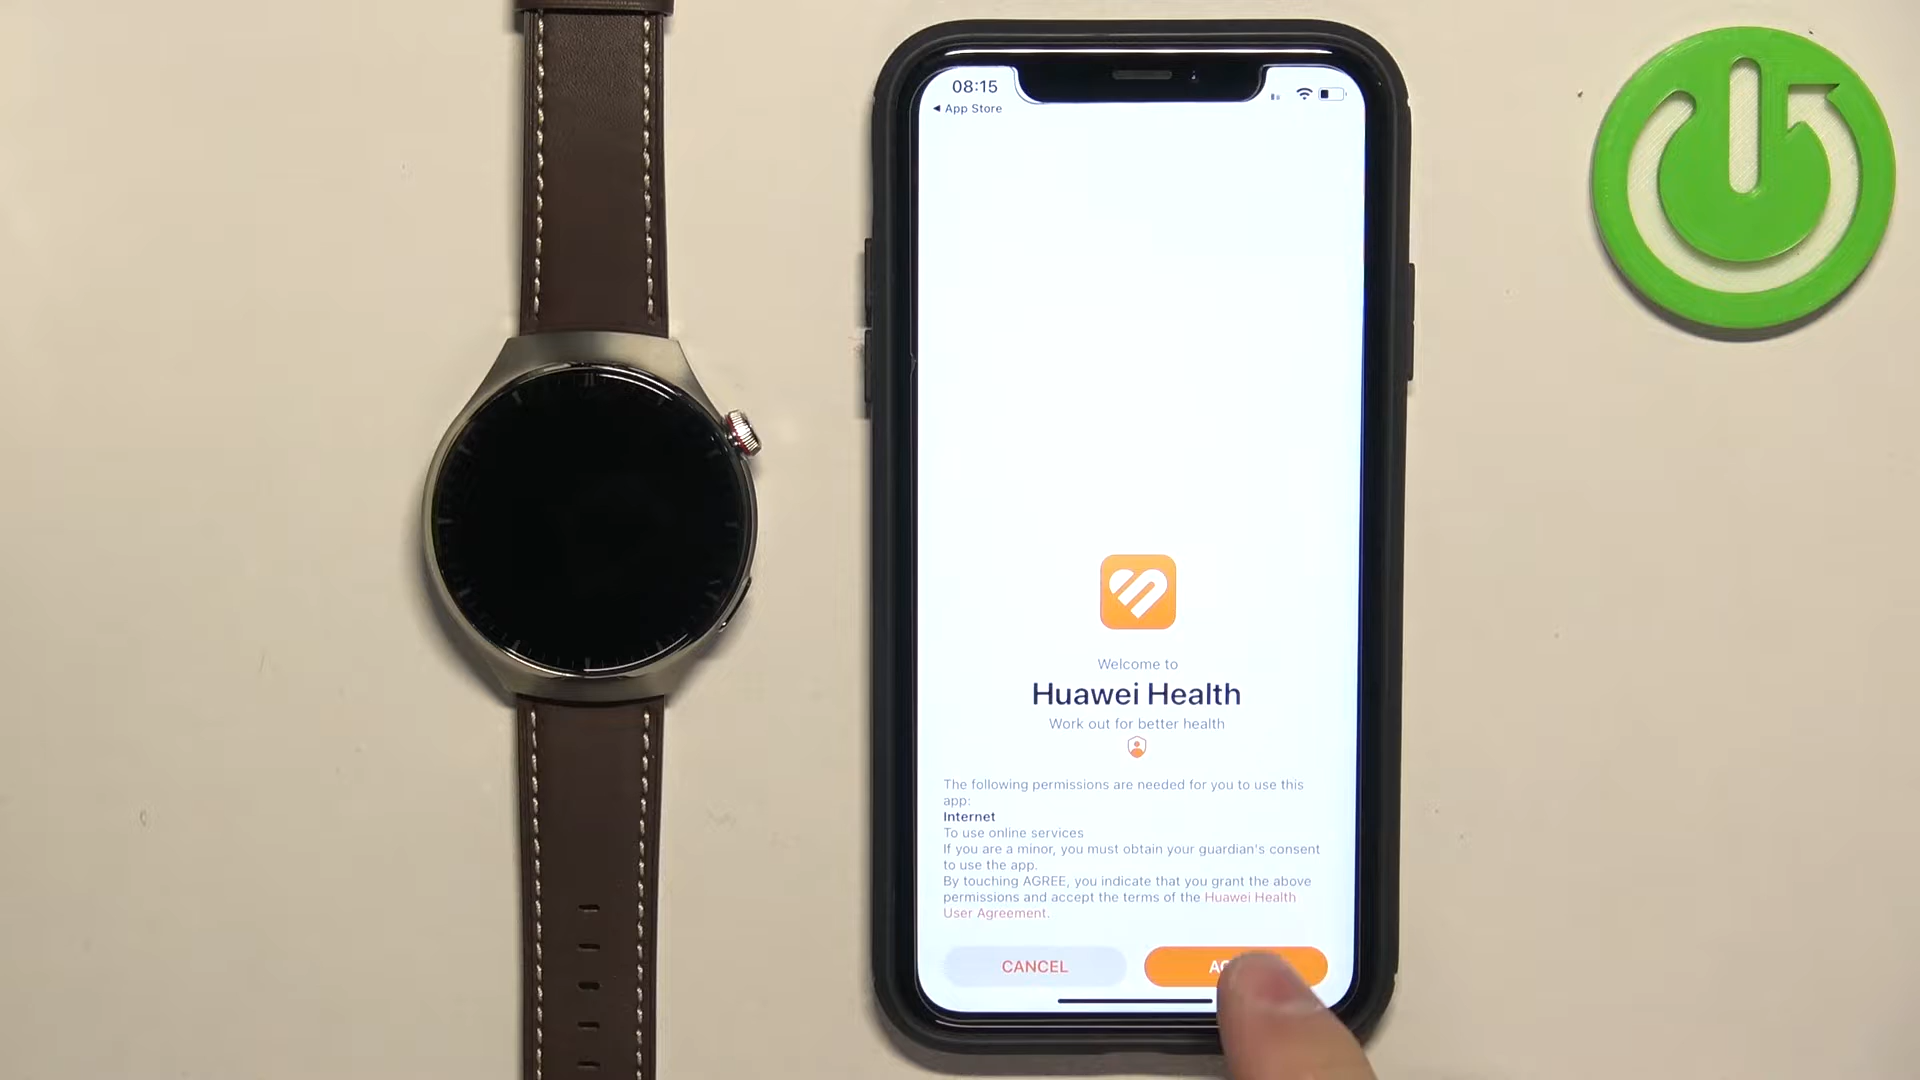 08:15
◀ App Store
Welcome to
Huawei Health
Work out for better health
The following permissions are needed for you to use this
app:
Internet
To use online services
If you are a minor, you must obtain your guardian's consent
to use the app.
By touching AGREE, you indicate that you grant the above
permissions and accept the terms of the Huawei Health
User Agreement.
CANCEL